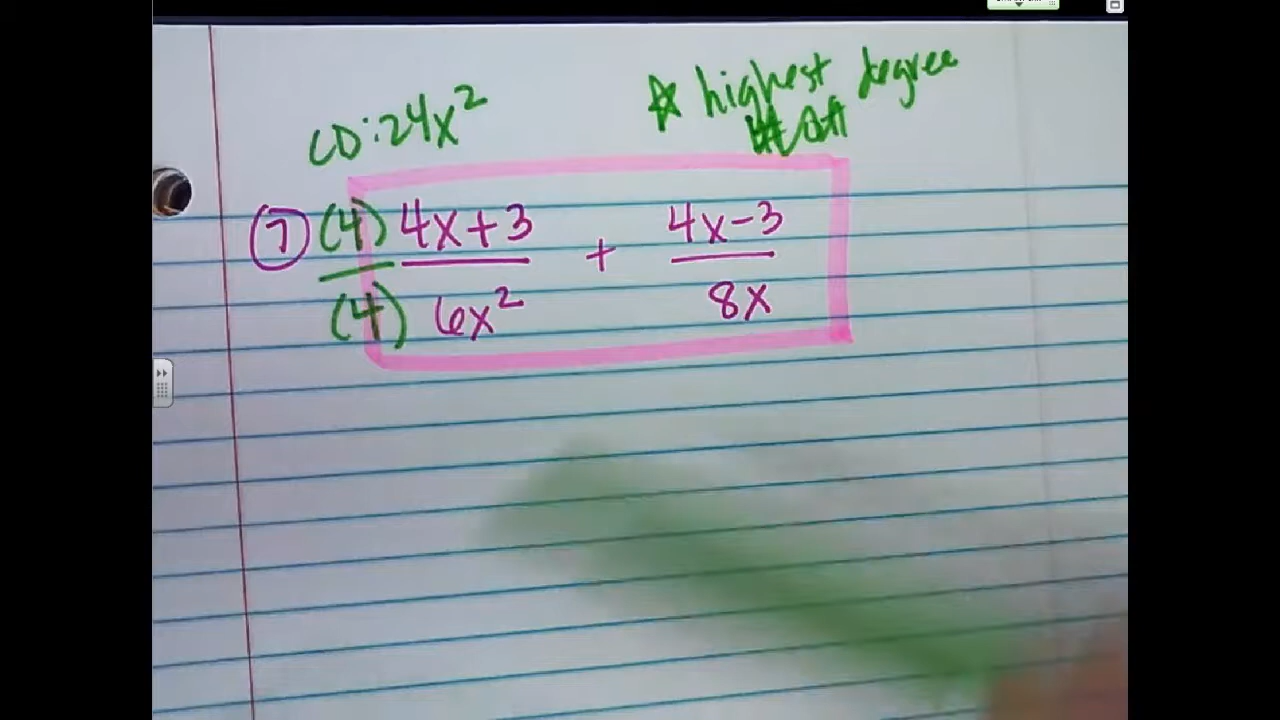 ☆ highest degree
CD: 24x²
⑦ (4) 4x+3 + 4x-3
(4) 6x² 8x